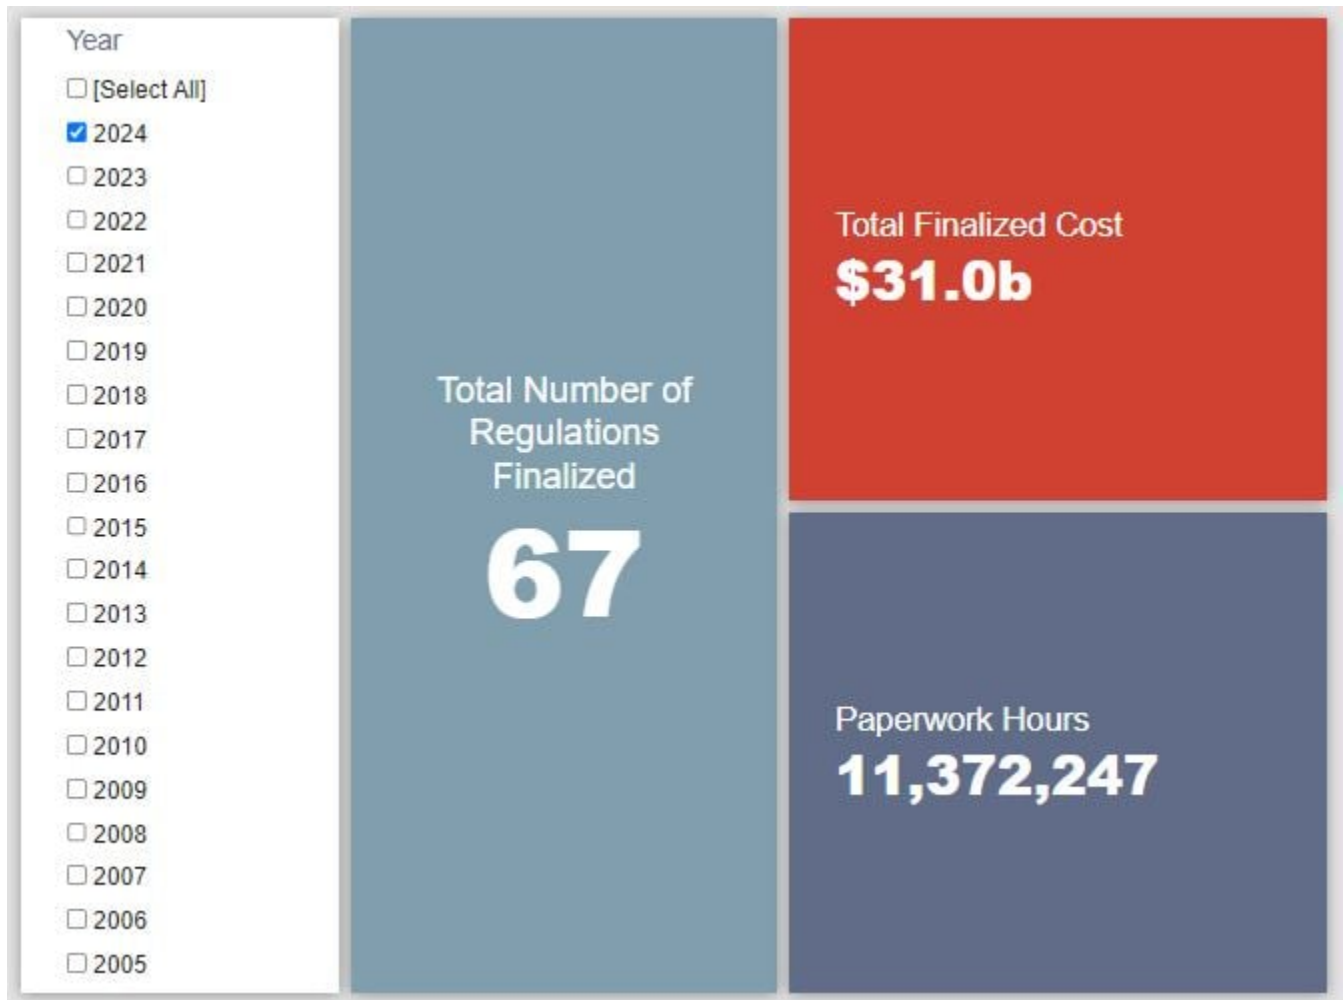 Year
[Select All]
2024
2023
2022
2021
2020
2019
2018
2017
2016
2015
2014
2013
2012
2011
2010
2009
2008
2007
2006
2005
Total Number of
Regulations
Finalized
67
Total Finalized Cost
$31.0b
Paperwork Hours
11,372,247